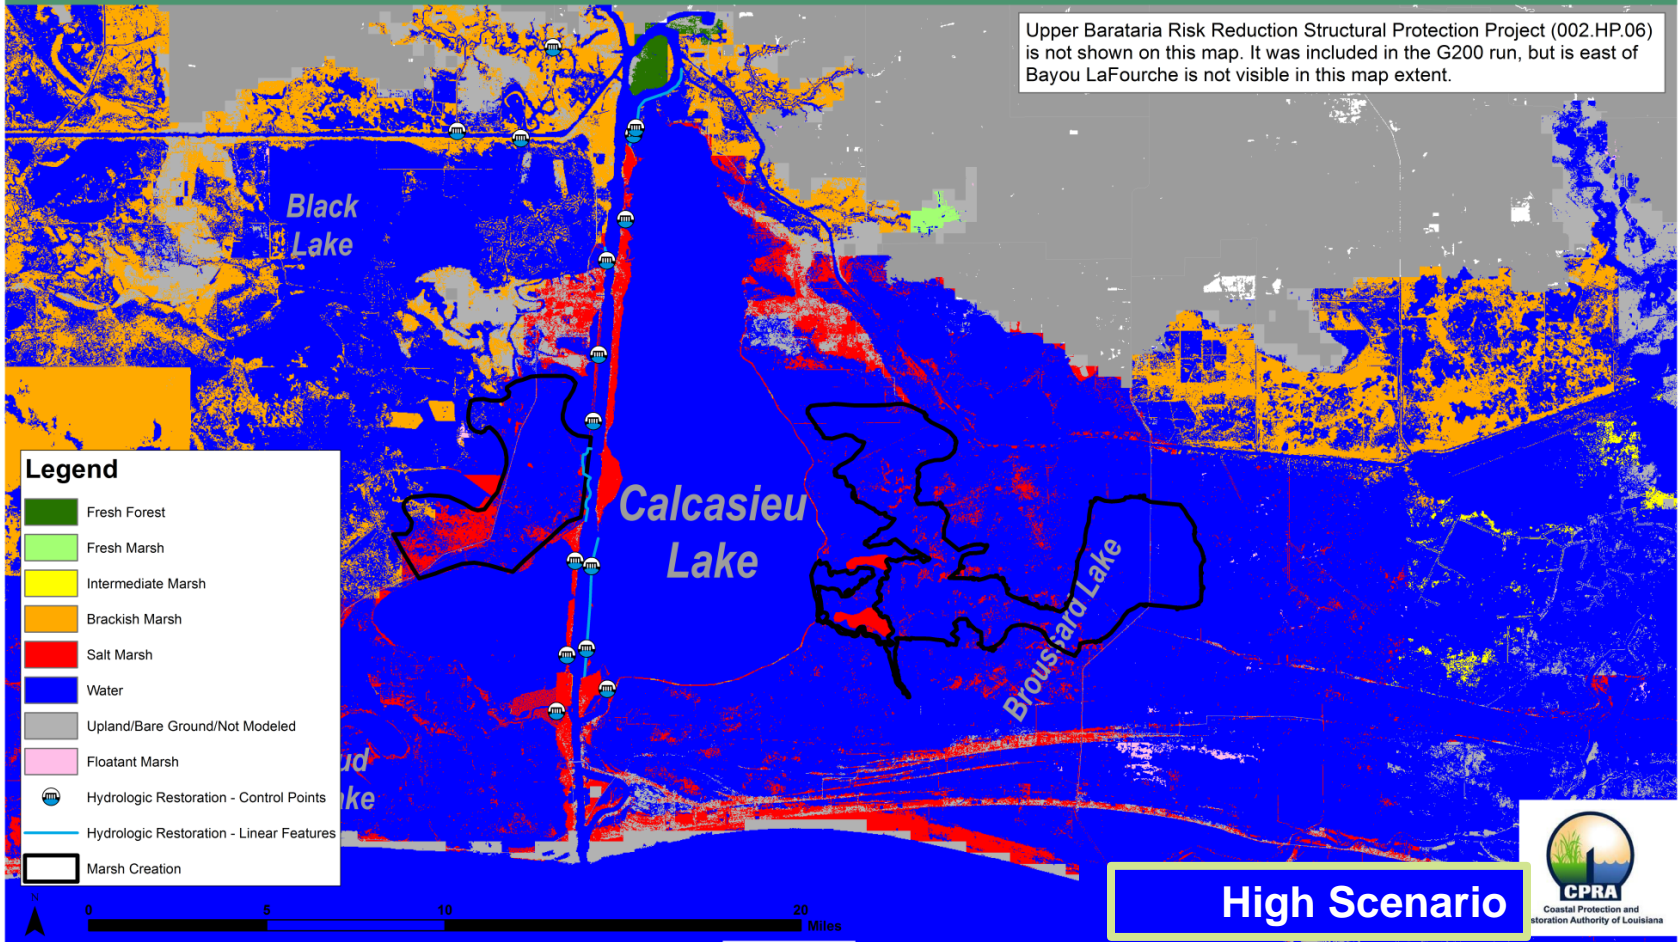 Upper Barataria Risk Reduction Structural Protection Project (002.HP.06)
is not shown on this map. It was included in the G200 run, but is east of
Bayou LaFourche is not visible in this map extent.
Black
Lake
Calcasieu
Lake
Broussard Lake
ud
ke
Legend
Fresh Forest
Fresh Marsh
Intermediate Marsh
Brackish Marsh
Salt Marsh
Water
Upland/Bare Ground/Not Modeled
Floatant Marsh
Hydrologic Restoration - Control Points
Hydrologic Restoration - Linear Features
Marsh Creation
N
0 5 10 20
Miles
High Scenario
CPRA
Coastal Protection and
storation Authority of Louisiana